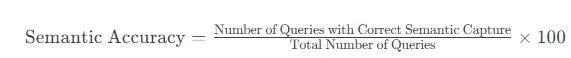 Semantic Accuracy = Number of Queries with Correct Semantic Capture / Total Number of Queries × 100